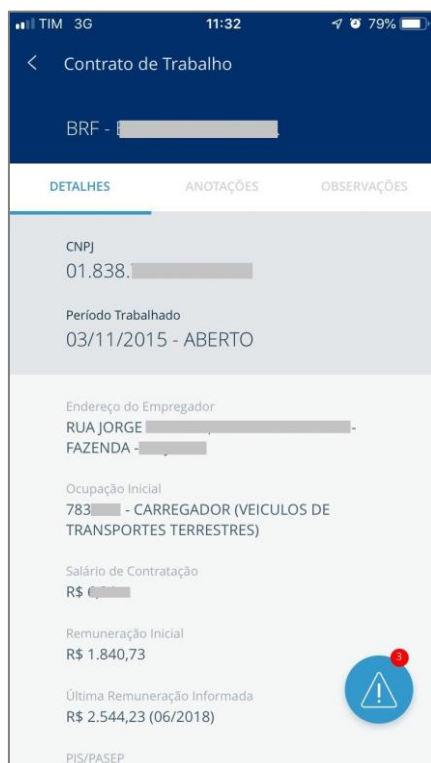 TIM 3G 11:32 79%
Contrato de Trabalho
BRF -
DETALHES ANOTAÇÕES OBSERVAÇÕES
CNPJ
01.838.
Período Trabalhado
03/11/2015 - ABERTO
Endereço do Empregador
RUA JORGE -
FAZENDA -
Ocupação Inicial
783 - CARREGADOR (VEICULOS DE
TRANSPORTES TERRESTRES)
Salário de Contratação
R$
Remuneração Inicial
R$ 1.840,73
3
Última Remuneração Informada
R$ 2.544,23 (06/2018)
PIS/PASEP